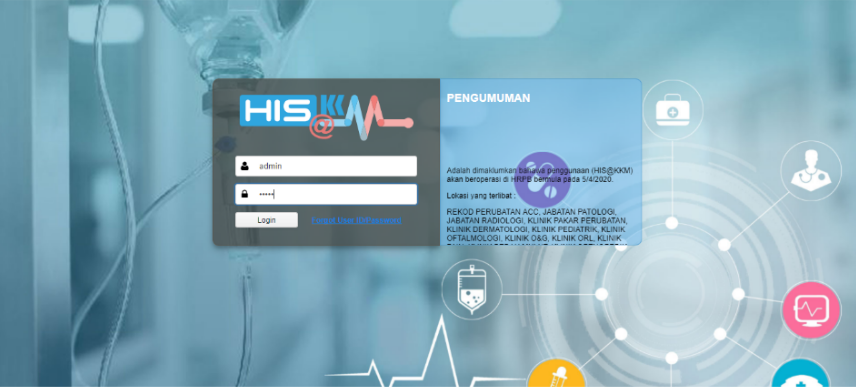 HIS@KKM
admin
Login
Forgot User ID/Password
PENGUMUMAN
Adalah dimaklumkan bahawa penggunaan (HIS@KKM)
akan beroperasi di HRPB bermula pada 5/4/2020.
Lokasi yang terlibat :
REKOD PERUBATAN ACC, JABATAN PATOLOGI,
JABATAN RADIOLOGI, KLINIK PAKAR PERUBATAN,
KLINIK DERMATOLOGI, KLINIK PEDIATRIK, KLINIK
OFTALMOLOGI, KLINIK O&G, KLINIK ORL, KLINIK